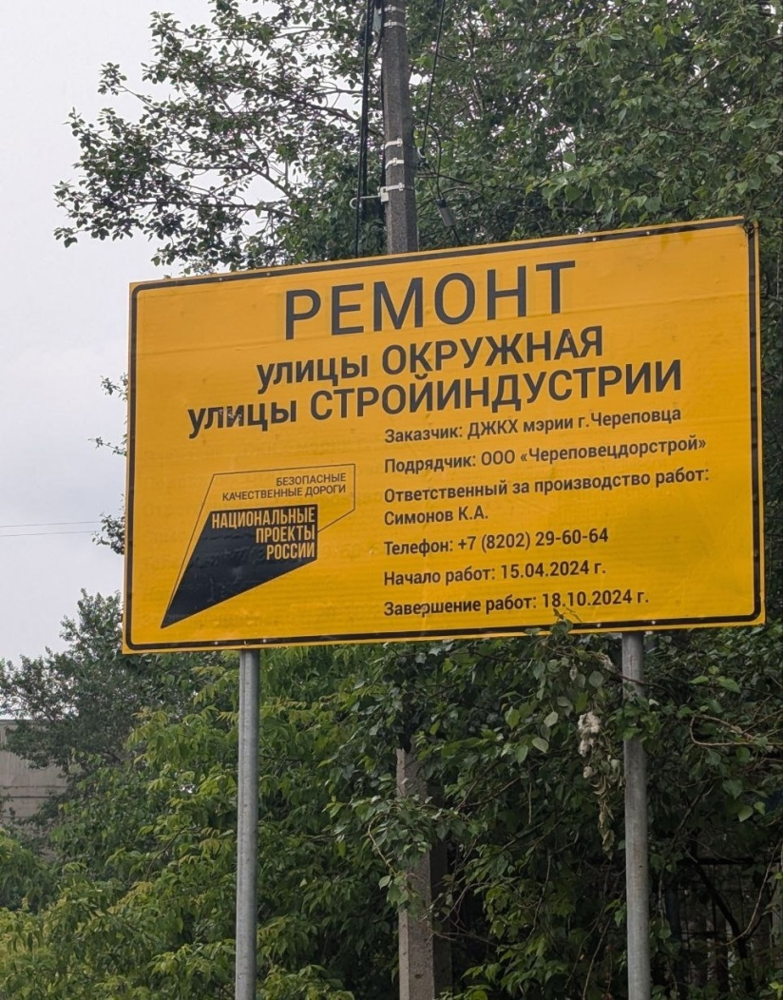 РЕМОНТ
улицы ОКРУЖНАЯ
улицы СТРОЙИНДУСТРИИ
Заказчик: ДЖКХ мэрии г.Череповца
Подрядчик: ООО «Череповецдорстрой»
Ответственный за производство работ:
Симонов К.А.
Телефон: +7 (8202) 29-60-64
Начало работ: 15.04.2024 г.
Завершение работ: 18.10.2024 г.
БЕЗОПАСНЫЕ
КАЧЕСТВЕННЫЕ ДОРОГИ
НАЦИОНАЛЬНЫЕ
ПРОЕКТЫ
РОССИИ